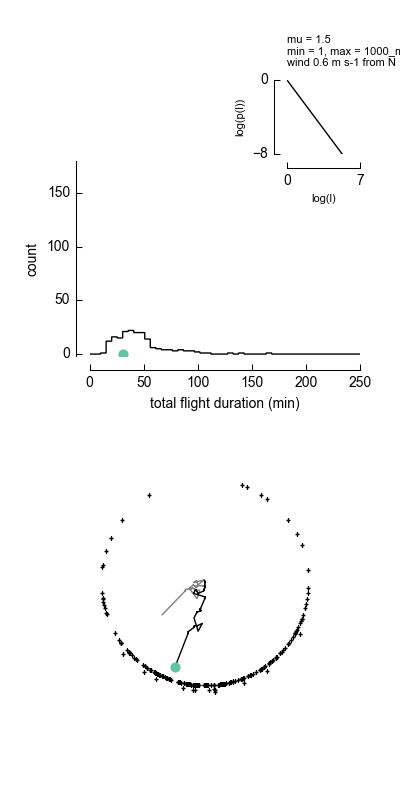 mu = 1.5
min = 1, max = 1000_m
wind 0.6 m s-1 from N
0
log(p(l))
−8
0
7
log(l)
150
100
50
0
count
0
50
100
150
200
250
total flight duration (min)